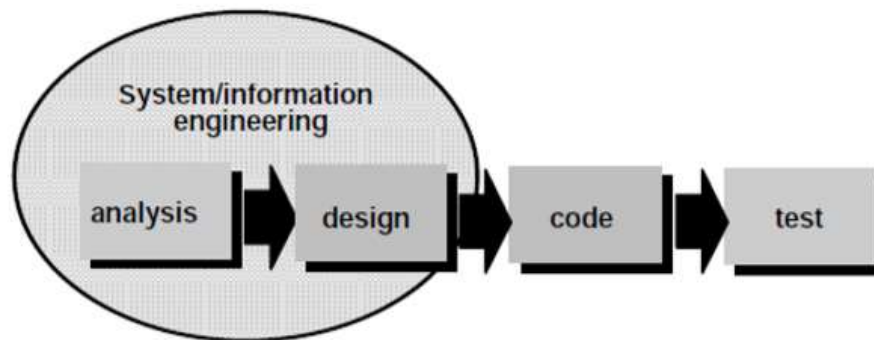 System/information
engineering
analysis
design
code
test